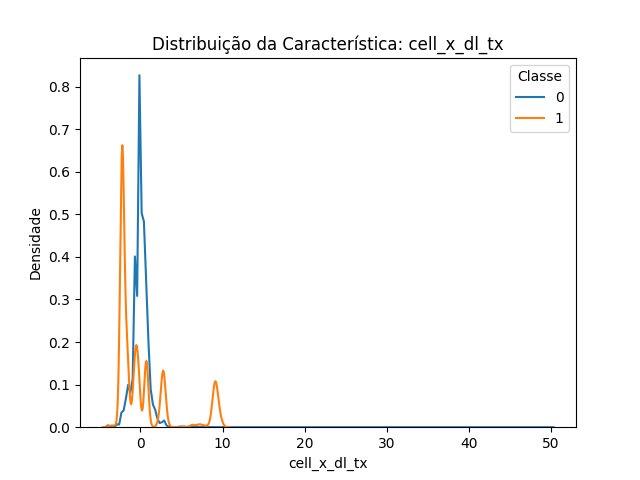 Distribuição da Característica: cell_x_dl_tx
Classe
0
1
Densidade
0.8
0.7
0.6
0.5
0.4
0.3
0.2
0.1
0.0
0 10 20 30 40 50
cell_x_dl_tx